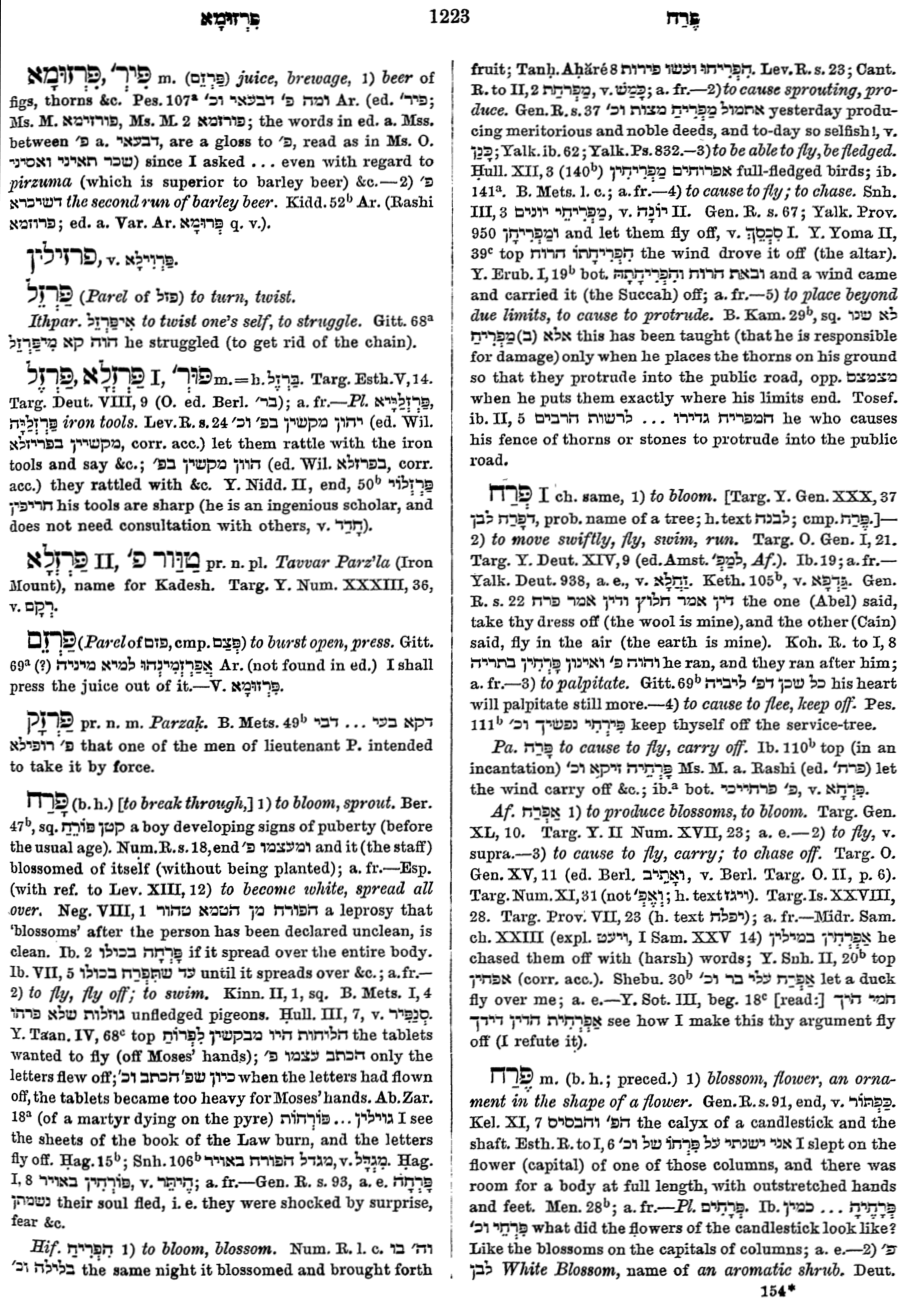 פִּרְזוּמָא 1223 פֶּרַח
פִּרְזוּמָא, פִּיר׳ m. (פְּרַזֵּם) juice, brewage, 1) beer of
figs, thorns &c. Pes. 107ᵃ ומה פ׳ דבעאי וכ׳ Ar. (ed. פיר׳;
Ms. M. פורזימא, Ms. M. 2 פורזמא; the words in ed. a. Mss.
between פ׳ a. דבעאי, are a gloss to פ׳, read as in Ms. O.
שכר תאיני ואסיני) since I asked ... even with regard to
pirzuma (which is superior to barley beer) &c.—2) פ׳
דשיכרא the second run of barley beer. Kidd. 52ᵇ Ar. (Rashi
פרוזמא; ed. a. Var. Ar. פְּרוּמָא q. v.).
פרזילין, v. פַּרְוֵילָא.
פַּרְזֵל (Parel of פזל) to turn, twist.
Ithpar. אִיפַּרְזֵל to twist one's self, to struggle. Gitt. 68ᵃ
הוה קא מִיפַּרְזֵל he struggled (to get rid of the chain).
פַּרְזֶל, פַּרְזְלָא I, פּוּר׳ m.=h. בַּרְזֶל. Targ. Esth. V, 14.
Targ. Deut. VIII, 9 (O. ed. Berl. בר׳); a. fr.—Pl. פַּרְזְלַיָּיא,
פַּרְזְלַיָּה iron tools. Lev. R. s. 24 יהון מקשין בפ׳ וכ׳ (ed. Wil.
מקשיין בפריזלא, corr. acc.) let them rattle with the iron
tools and say &c.; הוון מקשין בפ׳ (ed. Wil. בפרזלא, corr.
acc.) they rattled with &c. Y. Nidd. II, end, 50ᵇ פַּרְזְלוֹי
חריפין his tools are sharp (he is an ingenious scholar, and
does not need consultation with others, v. חָדַד).
פַּרְזְלָא II, טַוַּור פ׳ pr. n. pl. Tavvar Parz'la (Iron
Mount), name for Kadesh. Targ. Y. Num. XXXIII, 36,
v. רְקַם.
פַּרְזֵם (Parel of פזם, cmp. פְּצַם) to burst open, press. Gitt.
69ᵃ (?) אֲפַרְזְמִינְהוּ למיא מיניה Ar. (not found in ed.) I shall
press the juice out of it.—V. פִּרְזוּמָא.
פַּרְזַק pr. n. m. Parzaḳ. B. Mets. 49ᵇ דקא בעי ... דבי
פ׳ רופילא that one of the men of lieutenant P. intended
to take it by force.
פָּרַח (b. h.) [to break through,] 1) to bloom, sprout. Ber.
47ᵇ, sq. קטן פּוֹרֵחַ a boy developing signs of puberty (before
the usual age). Num. R. s. 18, end ומעצמו פ׳ and it (the staff)
blossomed of itself (without being planted); a. fr.—Esp.
(with ref. to Lev. XIII, 12) to become white, spread all
over. Neg. VIII, 1 הפורח מן הטמא טהור a leprosy that
'blossoms' after the person has been declared unclean, is
clean. Ib. 2 פָּרְחָה בכולו if it spread over the entire body.
Ib. VII, 5 עד שתִּפְרַח בכולו until it spreads over &c.; a. fr.—
2) to fly, fly off; to swim. Kinn. II, 1, sq. B. Mets. I, 4
גוזלות שלא פרחו unfledged pigeons. Ḥull. III, 7, v. סְנַפִּיר.
Y. Taan. IV, 68ᶜ top הלוחות היו מבקשין לִפְרוֹחַ the tablets
wanted to fly (off Moses' hands); הכתב עצמו פ׳ only the
letters flew off; כיון שפ׳ הכתב וכ׳ when the letters had flown
off, the tablets became too heavy for Moses' hands. Ab. Zar.
18ᵃ (of a martyr dying on the pyre) גוילין ... פּוֹרְחוֹת I see
the sheets of the book of the Law burn, and the letters
fly off. Ḥag. 15ᵇ; Snh. 106ᵇ מגדל הפורח באויר, v. מִגְדָּל. Ḥag.
I, 8 פורחין באויר, v. הֶיתֵּר; a. fr.—Gen. R. s. 93, a. e. פָּרְחָה
נשמתן their soul fled, i. e. they were shocked by surprise,
fear &c.
Hif. הִפְרִיחַ 1) to bloom, blossom. Num. R. l. c. וה׳ בו
בלילה וכ׳ the same night it blossomed and brought forth
fruit; Tanḥ. Aḥăré 8 הִפְרִיחוּ ועשו פירות. Lev. R. s. 23; Cant.
R. to II, 2 מַפְרַחַת, v. כָּמַשׁ; a. fr.—2) to cause sprouting, pro-
duce. Gen. R. s. 37 אתמול מַפְרִיחַ מצות וכ׳ yesterday produ-
cing meritorious and noble deeds, and to-day so selfish!, v.
כָּנַן; Yalk. ib. 62; Yalk. Ps. 832.—3) to be able to fly, be fledged.
Ḥull. XII, 3 (140ᵇ) אפרוחים מַפְרִיחִין full-fledged birds; ib.
141ᵃ. B. Mets. l. c.; a. fr.—4) to cause to fly; to chase. Snh.
III, 3 מַפְרִיחֵי יונים, v. יוֹנָה II. Gen. R. s. 67; Yalk. Prov.
950 וּמַפְרִיחָן and let them fly off, v. סִכְסֵךְ I. Y. Yoma II,
39ᶜ top הִפְרִיחָתוֹ הרוח the wind drove it off (the altar).
Y. Erub. I, 19ᵇ bot. ובאת הרוח וְהִפְרִיחָתָהּ and a wind came
and carried it (the Succah) off; a. fr.—5) to place beyond
due limits, to cause to protrude. B. Kam. 29ᵇ, sq. לא שנו
אלא (ב)מַפְרִיחַ this has been taught (that he is responsible
for damage) only when he places the thorns on his ground
so that they protrude into the public road, opp. מצמצם
when he puts them exactly where his limits end. Tosef.
ib. II, 5 המפריח גדירו ... לרשות הרבים he who causes
his fence of thorns or stones to protrude into the public
road.
פְּרַח I ch. same, 1) to bloom. [Targ. Y. Gen. XXX, 37
דִּפְרַח לבן, prob. name of a tree; h. text לבנה; cmp. פֶּרַח.]—
2) to move swiftly, fly, swim, run. Targ. O. Gen. I, 21.
Targ. Y. Deut. XIV, 9 (ed. Amst. לְמַפְ׳, Af.). Ib. 19; a. fr.—
Yalk. Deut. 938, a. e., v. זַחְלָא. Keth. 105ᵇ, v. גַּדְפָא. Gen.
R. s. 22 דין אמר חלוץ ודין אמר פרח the one (Abel) said,
take thy dress off (the wool is mine), and the other (Cain)
said, fly in the air (the earth is mine). Koh. R. to I, 8
והוה פ׳ ואינון פָּרְחִין בתרייה he ran, and they ran after him;
a. fr.—3) to palpitate. Gitt. 69ᵇ כל שכן דפ׳ ליביה his heart
will palpitate still more.—4) to cause to flee, keep off. Pes.
111ᵇ פִּירְחֵי נפשיך וכ׳ keep thyself off the service-tree.
Pa. פָּרַח to cause to fly, carry off. Ib. 110ᵇ top (in an
incantation) פַּרְחֵיהּ זיקא וכ׳ Ms. M. a. Rashi (ed. פרח׳) let
the wind carry off &c.; ib.ᵃ bot. פ׳ פרחייכי, v. פַּרְחָא.
Af. אַפְרַח 1) to produce blossoms, to bloom. Targ. Gen.
XL, 10. Targ. Y. II Num. XVII, 23; a. e.—2) to fly, v.
supra.—3) to cause to fly, carry; to chase off. Targ. O.
Gen. XV, 11 (ed. Berl. וְאָתֵיב, v. Berl. Targ. O. II, p. 6).
Targ. Num. XI, 31 (not וְאַפְּ׳; h. text ויגז). Targ. Is. XXVIII,
28. Targ. Prov. VII, 23 (h. text יפלח); a. fr.—Midr. Sam.
ch. XXIII (expl. ויעט, I Sam. XXV 14) אַפְרְחִין במילין he
chased them off with (harsh) words; Y. Snh. II, 20ᵇ top
אפחין (corr. acc.). Shebu. 30ᵇ אַפְרַח עלי בר וכ׳ let a duck
fly over me; a. e.—Y. Sot. III, beg. 18ᶜ [read:] חמי היך
אַפְרְחִית הדין דידך see how I make this thy argument fly
off (I refute it).
פֶּרַח m. (b. h.; preced.) 1) blossom, flower, an orna-
ment in the shape of a flower. Gen. R. s. 91, end, v. כַּפְתּוֹר.
Kel. XI, 7 הפ׳ והבסיס the calyx of a candlestick and the
shaft. Esth. R. to I, 6 אני ישנתי על פִּרְחוֹ של וכ׳ I slept on the
flower (capital) of one of those columns, and there was
room for a body at full length, with outstretched hands
and feet. Men. 28ᵇ; a. fr.—Pl. פְּרָחִים. Ib. פְּרָחֶיהָ ... כמין
פִּרְחֵי וכ׳ what did the flowers of the candlestick look like?
Like the blossoms on the capitals of columns; a. e.—2) פ׳
לבן White Blossom, name of an aromatic shrub. Deut.
154*